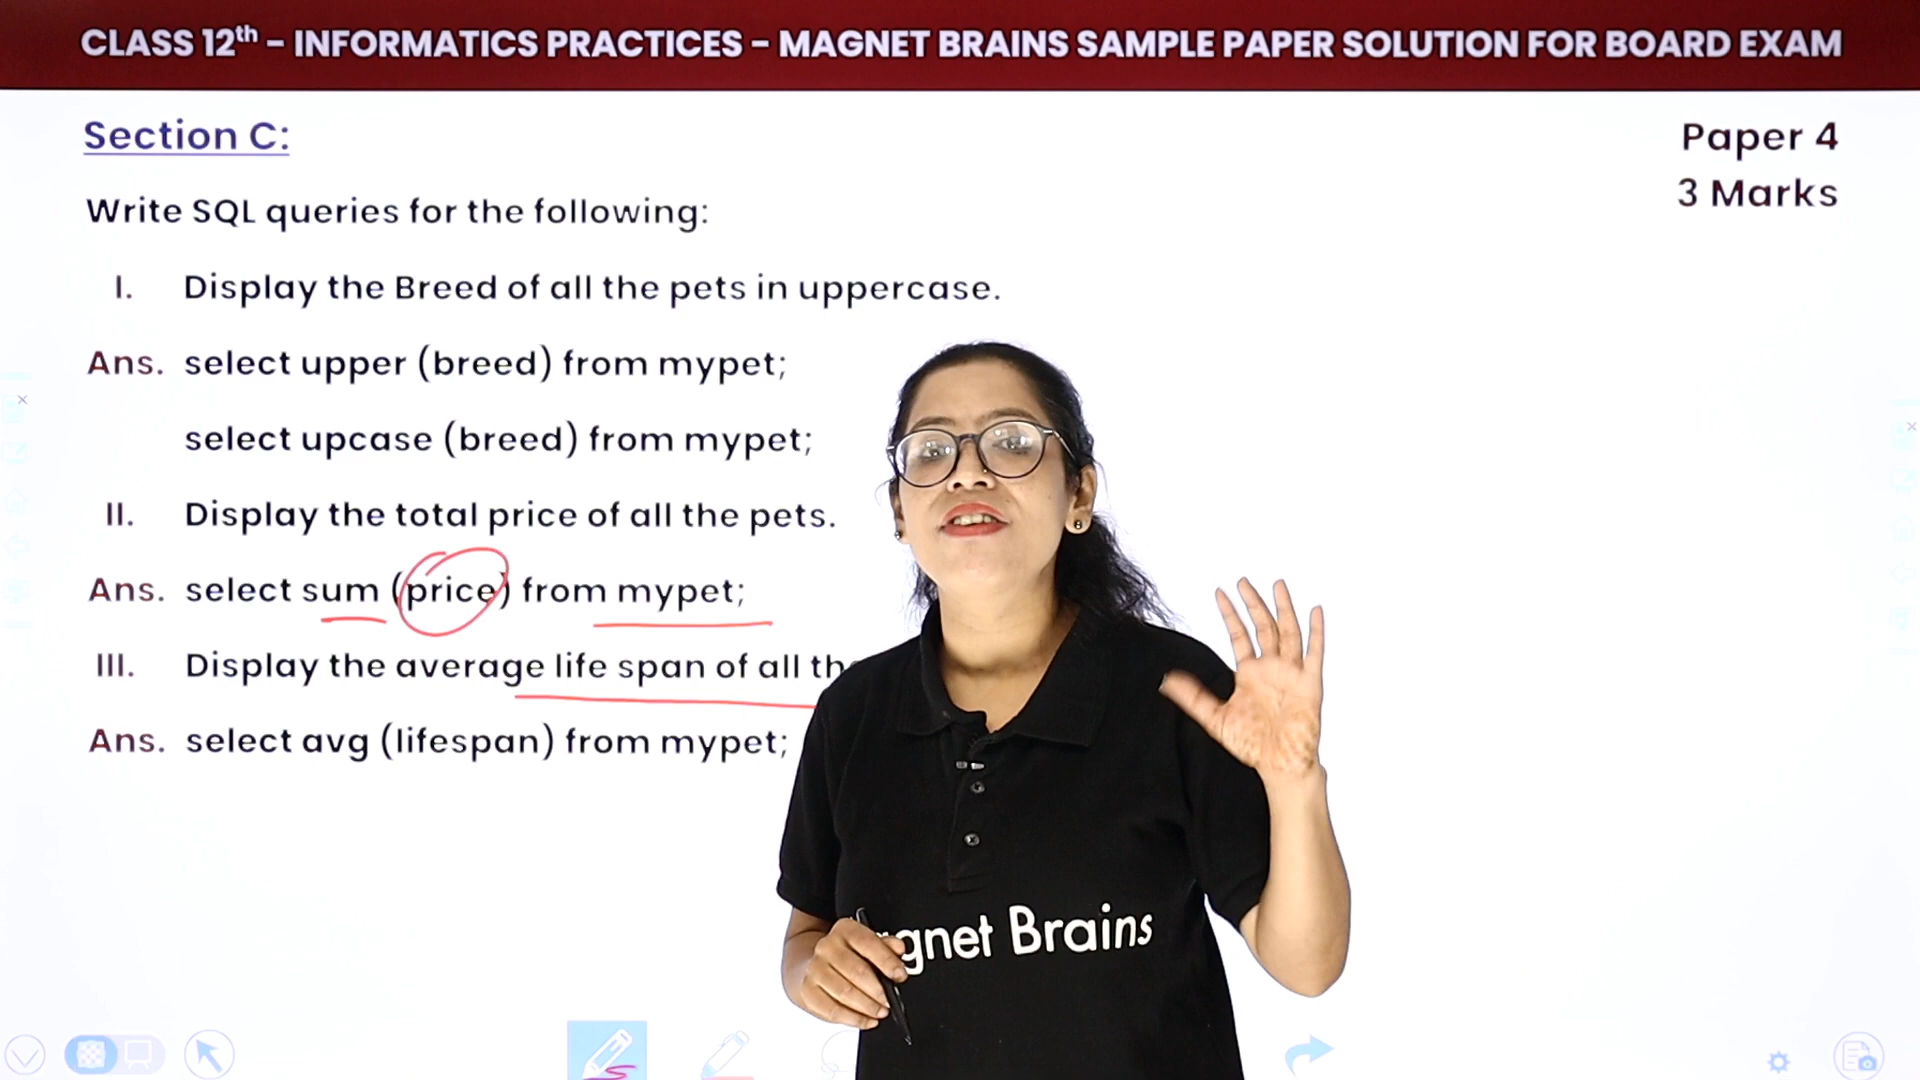 CLASS 12th – INFORMATICS PRACTICES – MAGNET BRAINS SAMPLE PAPER SOLUTION FOR BOARD EXAM
Section C:
Paper 4
3 Marks
Write SQL queries for the following:
I. Display the Breed of all the pets in uppercase.
Ans. select upper (breed) from mypet;
select upcase (breed) from mypet;
II. Display the total price of all the pets.
Ans. select sum (price) from mypet;
III. Display the average life span of all
Ans. select avg (lifespan) from mypet;
Brains